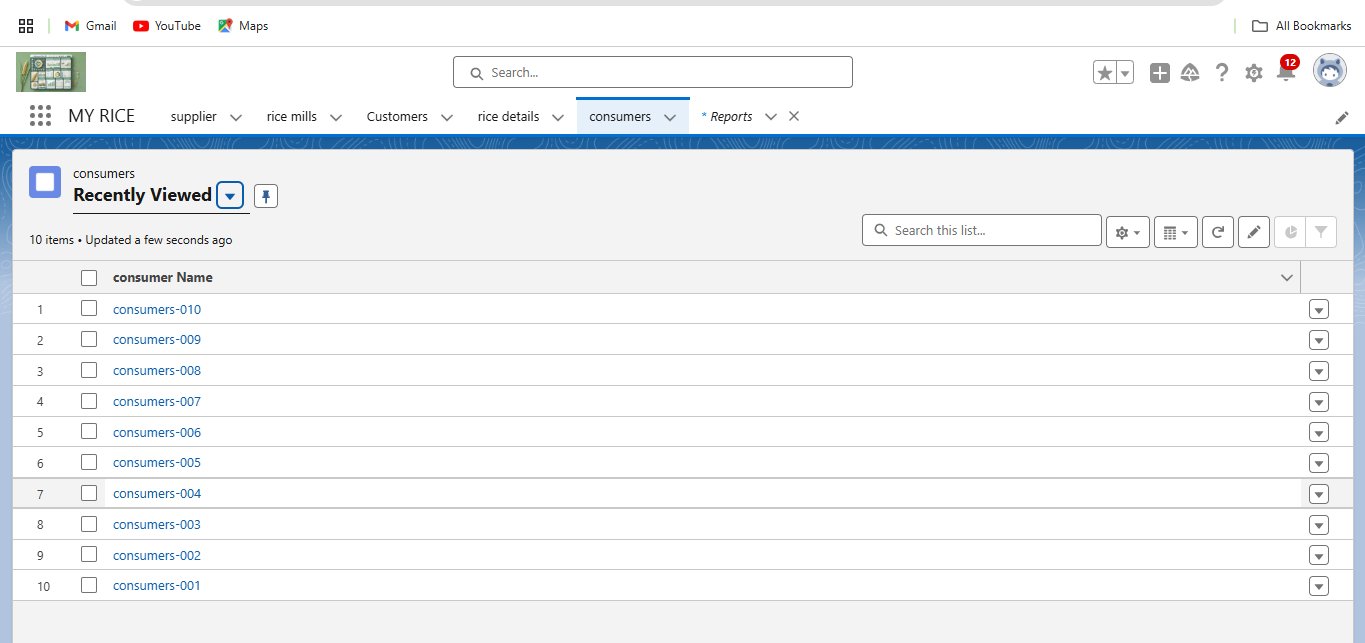 Gmail YouTube Maps All Bookmarks
Search...
12
MY RICE supplier rice mills Customers rice details consumers * Reports
consumers
Recently Viewed
10 items • Updated a few seconds ago
Search this list...
consumer Name
1 consumers-010
2 consumers-009
3 consumers-008
4 consumers-007
5 consumers-006
6 consumers-005
7 consumers-004
8 consumers-003
9 consumers-002
10 consumers-001